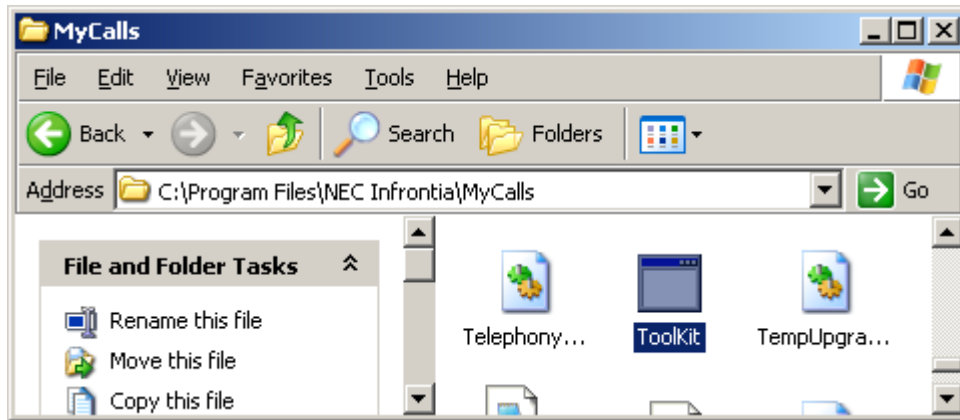 MyCalls
File Edit View Favorites Tools Help
Back Search Folders
Address C:\Program Files\NEC Infrontia\MyCalls Go
File and Folder Tasks
Rename this file
Move this file
Copy this file
Telephony... ToolKit TempUpgra...